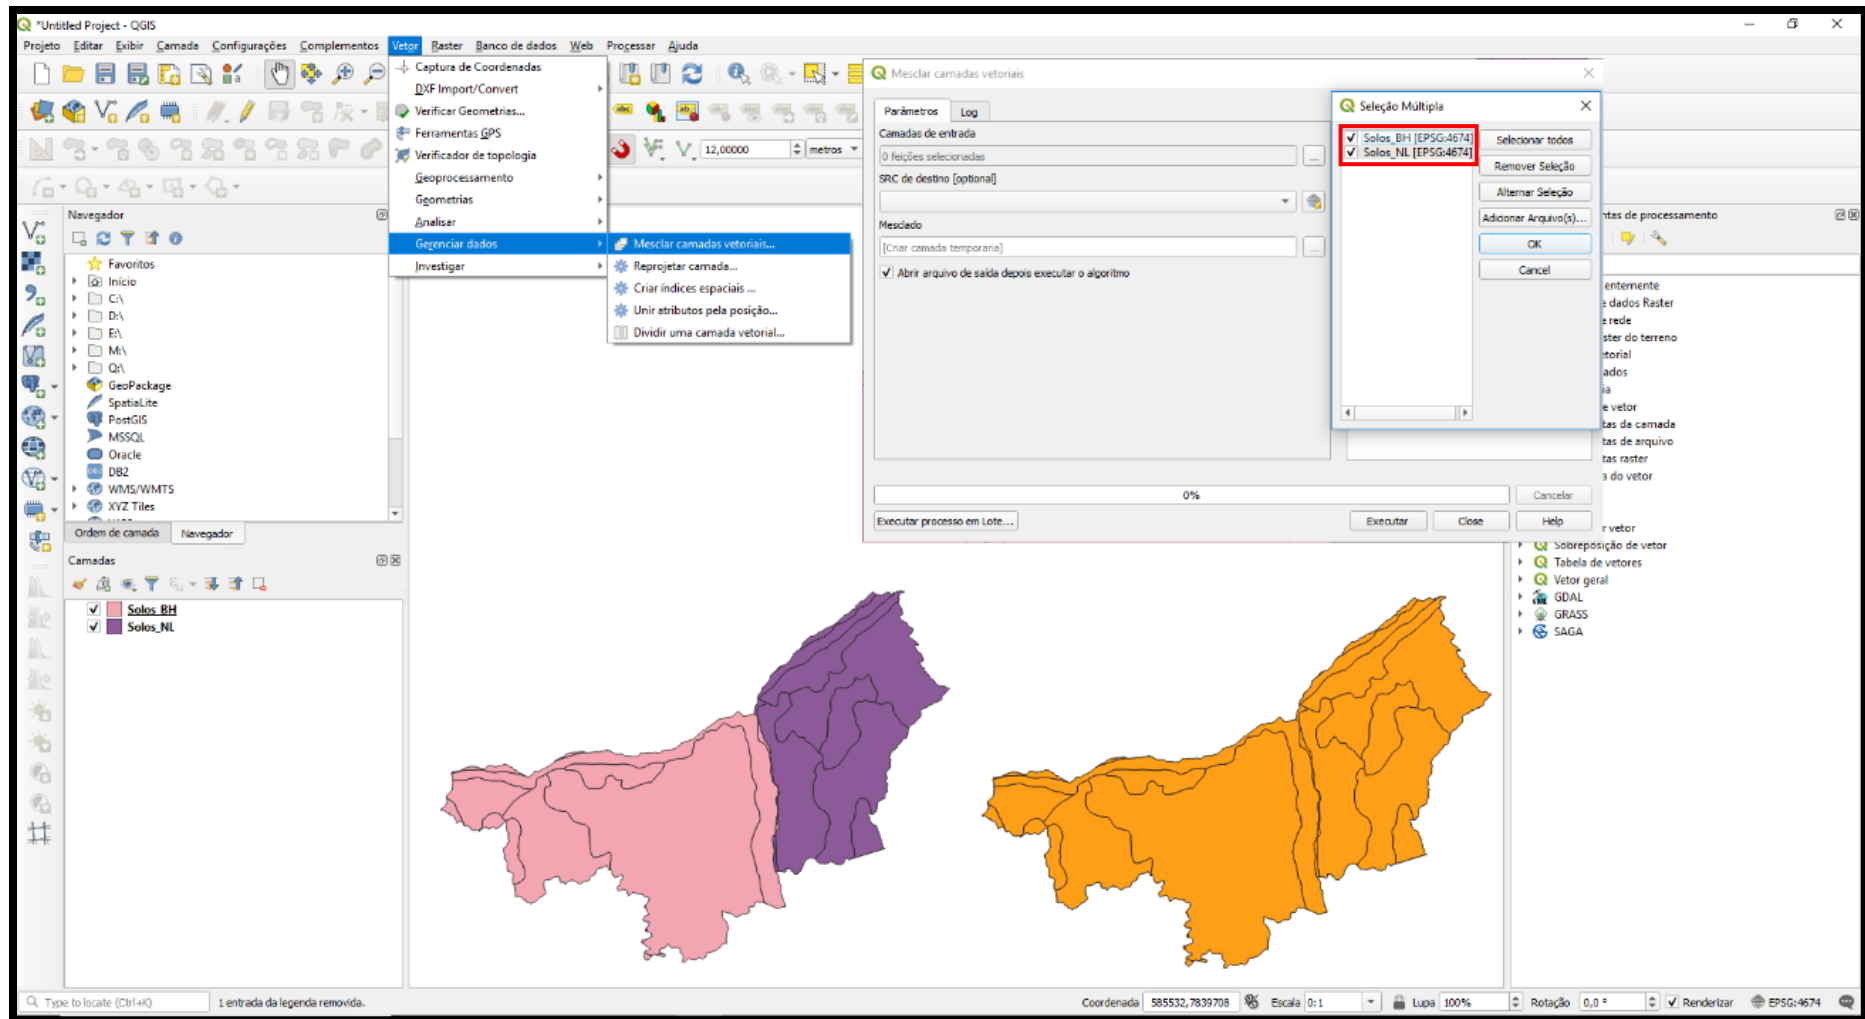 *Untitled Project - QGIS
Projeto Editar Exibir Camada Configurações Complementos Vetor Raster Banco de dados Web Processar Ajuda
Captura de Coordenadas
DXF Import/Convert
Verificar Geometrias...
Ferramentas GPS
Verificador de topologia
Geoprocessamento
Geometrias
Analisar
Gerenciar dados
Investigar
Mesclar camadas vetoriais...
Reprojetar camada...
Criar índices espaciais ...
Unir atributos pela posição...
Dividir uma camada vetorial...
12,00000
metros
Mesclar camadas vetoriais
Parâmetros Log
Camadas de entrada
0 feições selecionadas
...
SRC de destino [optional]
Mesclado
[Criar camada temporaria]
...
Abrir arquivo de saída depois executar o algoritmo
0%
Cancelar
Executar processo em Lote...
Executar Close Help
Seleção Múltipla
Solos_BH [EPSG:4674]
Solos_NL [EPSG:4674]
Selecionar todos
Remover Seleção
Alternar Seleção
Adicionar Arquivo(s)...
OK
Cancel
Navegador
Favoritos
Início
C:\
D:\
E:\
M:\
Q:\
GeoPackage
SpatiaLite
PostGIS
MSSQL
Oracle
DB2
WMS/WMTS
XYZ Tiles
Ordem de camada Navegador
Camadas
Solos_BH
Solos_NL
ntas de processamento
entemente
e dados Raster
e rede
ster do terreno
etorial
ados
ia
e vetor
tas da camada
tas de arquivo
tas raster
a do vetor
r vetor
Sobreposição de vetor
Tabela de vetores
Vetor geral
GDAL
GRASS
SAGA
Type to locate (Ctrl+K)
1 entrada da legenda removida.
Coordenada 585532,7839708 Escala 0:1 Lupa 100% Rotação 0,0 ° Renderizar EPSG:4674